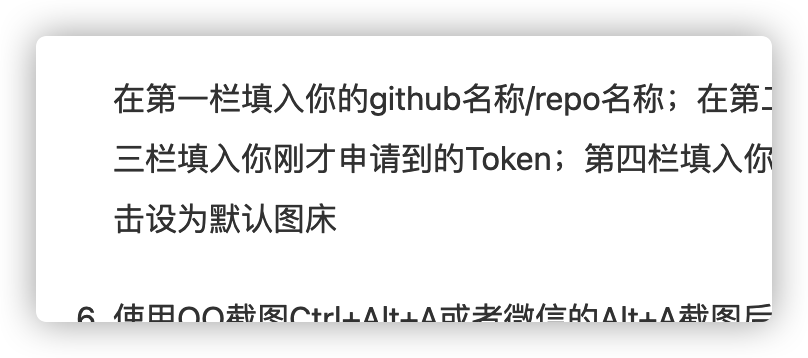 在第一栏填入你的github名称/repo名称；在第二
三栏填入你刚才申请到的Token；第四栏填入你
击设为默认图床
6. 使用QQ截图Ctrl+Alt+A或者微信的Alt+A截图后